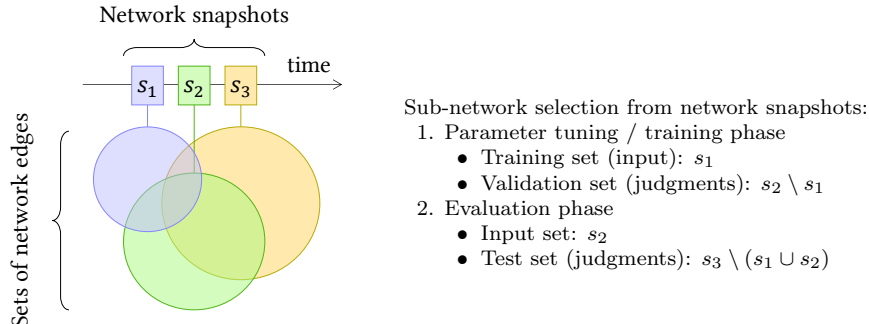 Network snapshots
time
s1 s2 s3
Sets of network edges
Sub-network selection from network snapshots:
1. Parameter tuning / training phase
• Training set (input): s1
• Validation set (judgments): s2 \ s1
2. Evaluation phase
• Input set: s2
• Test set (judgments): s3 \ (s1 ∪ s2)